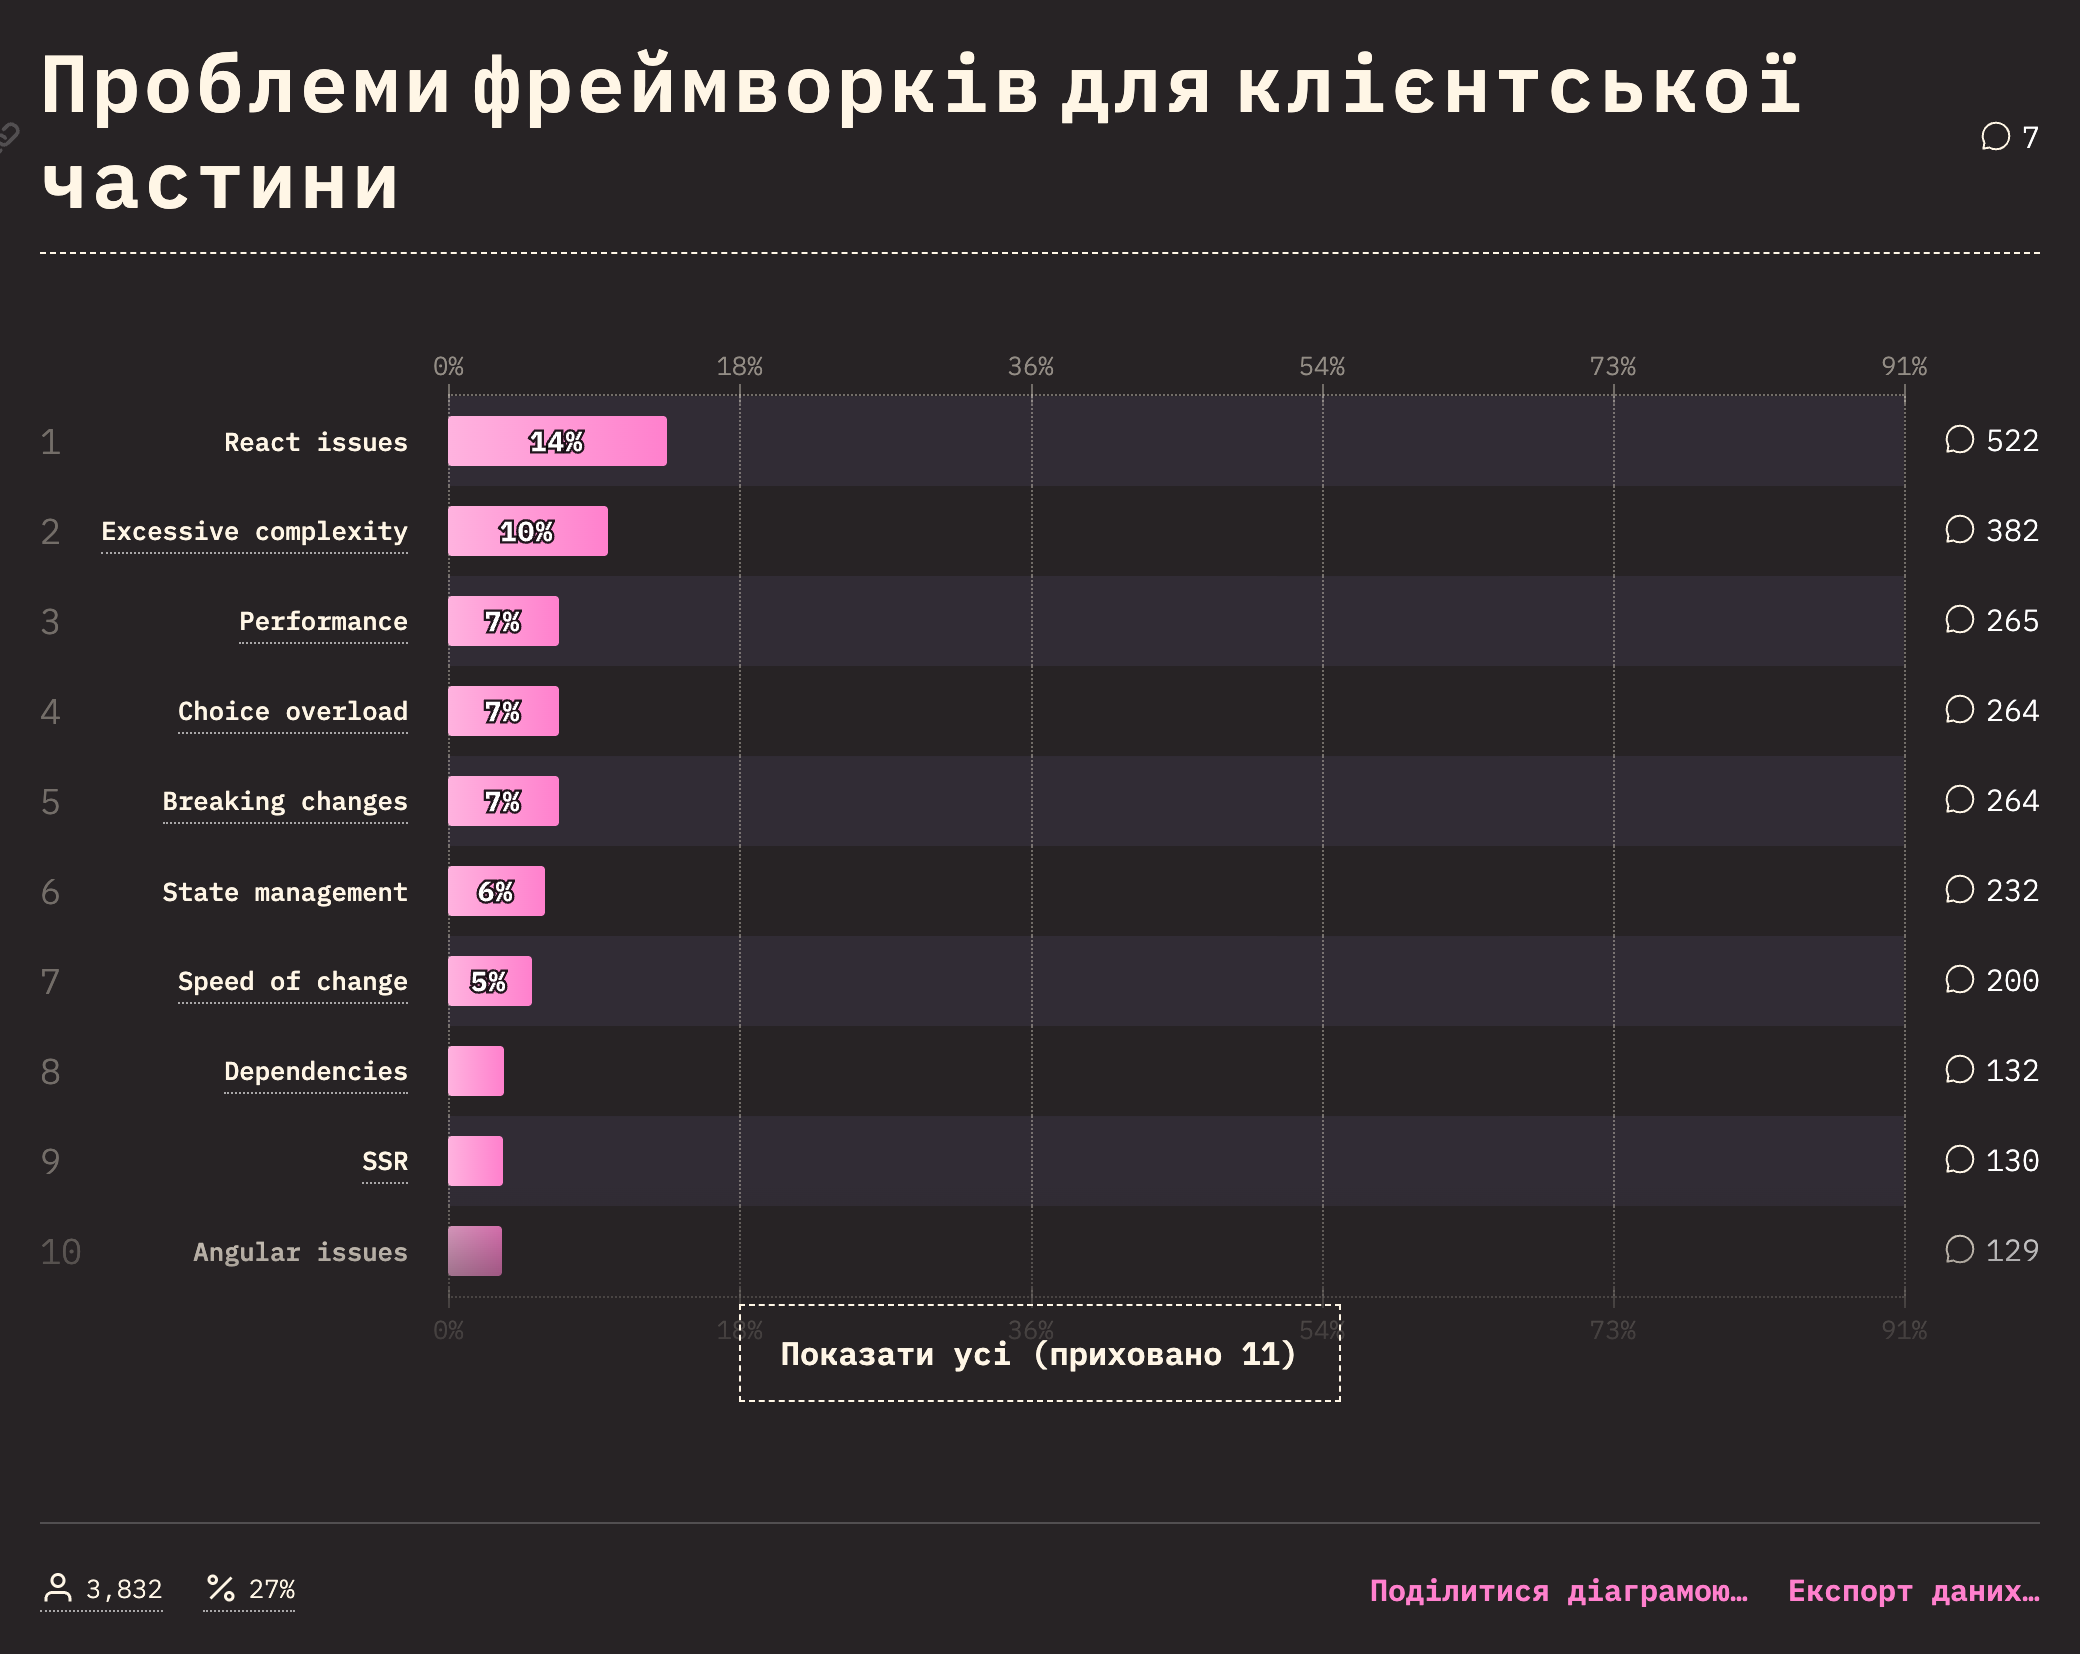 Проблеми фреймворків для клієнтської
частини
7
0% 18% 36% 54% 73% 91%
1 React issues 14% 522
2 Excessive complexity 10% 382
3 Performance 7% 265
4 Choice overload 7% 264
5 Breaking changes 7% 264
6 State management 6% 232
7 Speed of change 5% 200
8 Dependencies 132
9 SSR 130
10 Angular issues 129
0% 18% 36% 54% 73% 91%
Показати усі (приховано 11)
3,832 % 27% Поділитися діаграмою… Експорт даних…